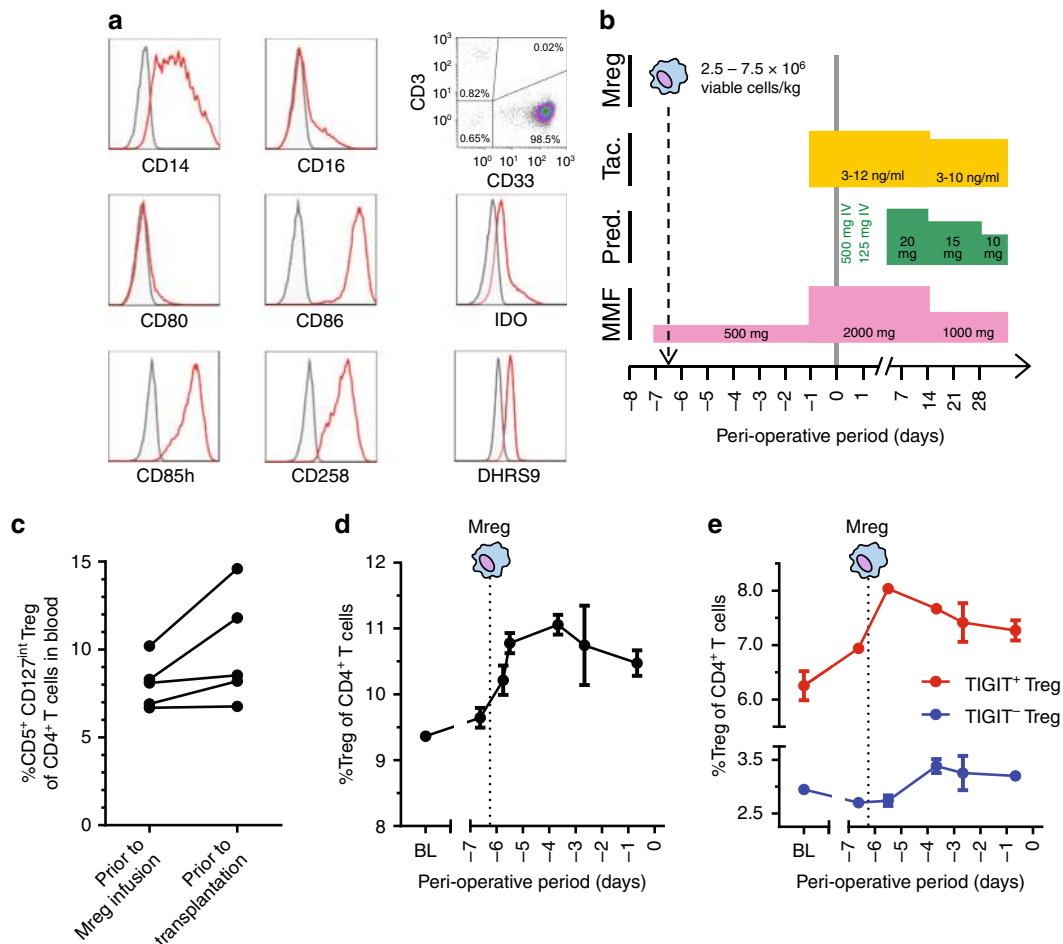 a
CD14
CD16
10³
10²
10¹
10⁰
CD3
0.02%
0.82%
0.65%
98.5%
10⁰ 10¹ 10² 10³
CD33
CD80
CD86
IDO
CD85h
CD258
DHRS9
b
Mreg
2.5 – 7.5 × 10⁶
viable cells/kg
Tac.
3-12 ng/ml
3-10 ng/ml
Pred.
500 mg IV
125 mg IV
20
mg
15
mg
10
mg
MMF
500 mg
2000 mg
1000 mg
−8 −7 −6 −5 −4 −3 −2 −1 0 1 7 14 21 28
Peri-operative period (days)
c
%CD5⁺ CD127ⁱⁿᵗ Treg
of CD4⁺ T cells in blood
15
10
5
0
Prior to
Mreg infusion
Prior to
transplantation
d
Mreg
%Treg of CD4⁺ T cells
12
11
10
9
8
BL −7 −6 −5 −4 −3 −2 −1 0
Peri-operative period (days)
e
Mreg
%Treg of CD4⁺ T cells
8.0
7.0
6.0
3.5
2.5
TIGIT⁺ Treg
TIGIT⁻ Treg
BL −7 −6 −5 −4 −3 −2 −1 0
Peri-operative period (days)